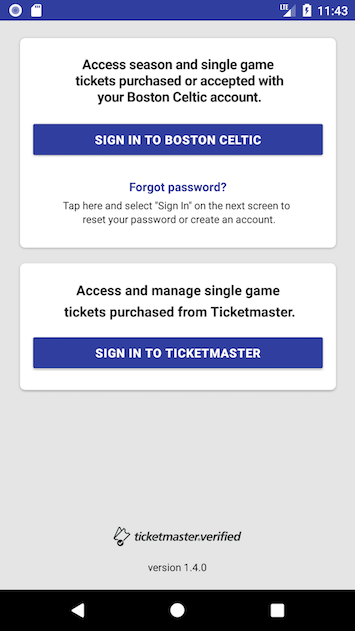 LTE 11:43
Access season and single game
tickets purchased or accepted with
your Boston Celtic account.
SIGN IN TO BOSTON CELTIC
Forgot password?
Tap here and select "Sign In" on the next screen to
reset your password or create an account.
Access and manage single game
tickets purchased from Ticketmaster.
SIGN IN TO TICKETMASTER
ticketmaster.verified
version 1.4.0